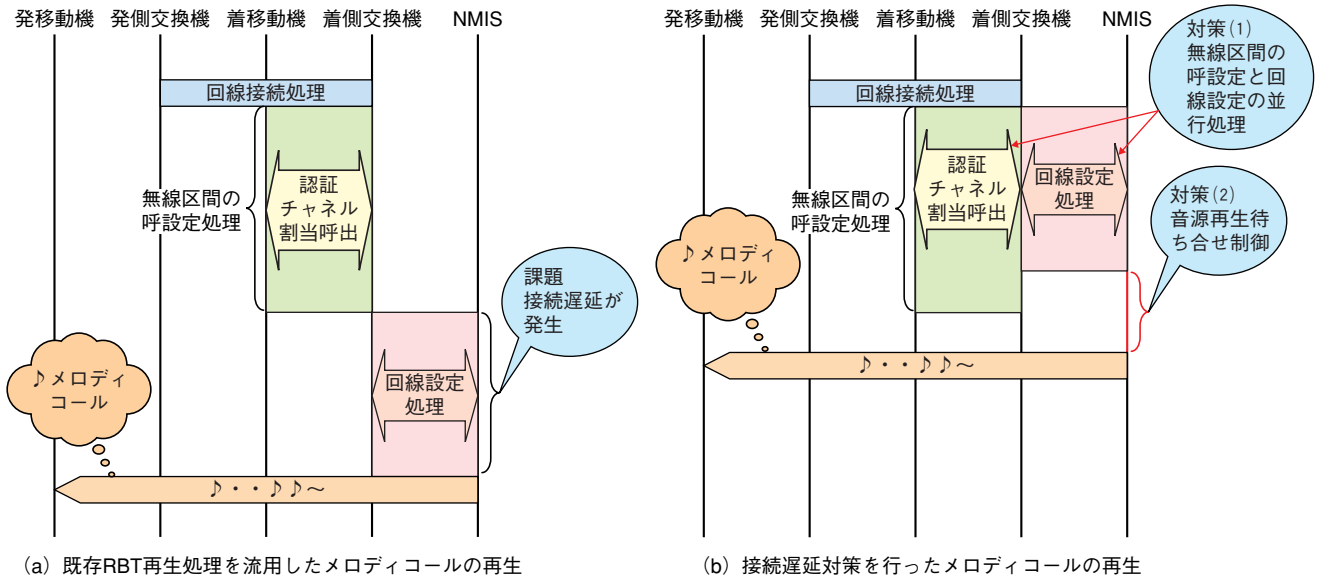 発移動機 発側交換機 着移動機 着側交換機 NMIS
回線接続処理
無線区間の
呼設定処理
認証
チャネル
割当呼出
課題
接続遅延が
発生
♪メロディ
コール
回線設定
処理
♪・・♪♪～
(a) 既存RBT再生処理を流用したメロディコールの再生
発移動機 発側交換機 着移動機 着側交換機 NMIS
対策(1)
無線区間の
呼設定と回
線設定の並
行処理
回線接続処理
無線区間の
呼設定処理
認証
チャネル
割当呼出
回線設定
処理
対策(2)
音源再生待
ち合せ制御
♪メロディ
コール
♪・・♪♪～
(b) 接続遅延対策を行ったメロディコールの再生